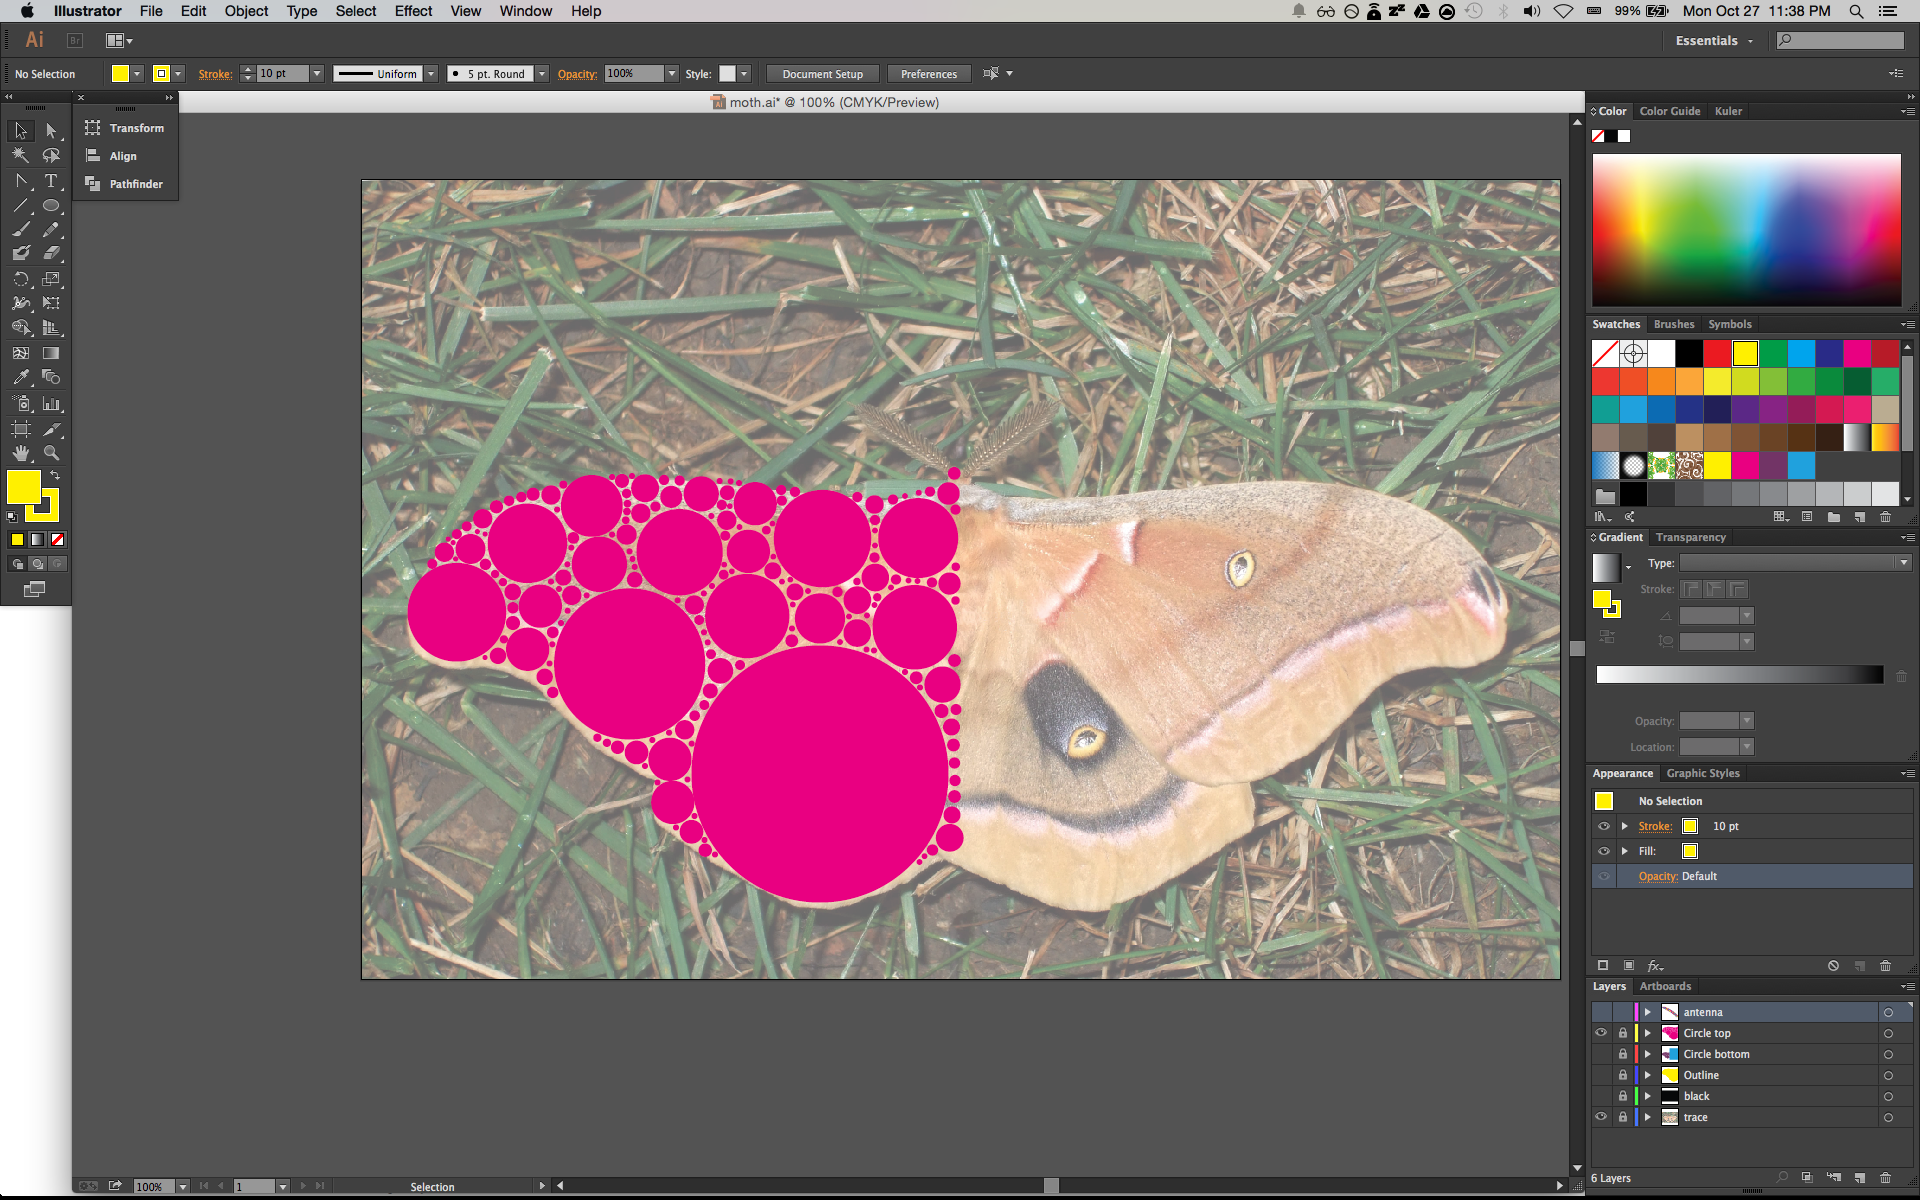 Illustrator File Edit Object Type Select Effect View Window Help 99% Mon Oct 27 11:38 PM
Ai Br Essentials
No Selection Stroke: 10 pt Uniform 5 pt. Round Opacity: 100% Style: Document Setup Preferences
moth.ai* @ 100% (CMYK/Preview)
Transform
Align
Pathfinder
Color Color Guide Kuler
Swatches Brushes Symbols
Gradient Transparency
Type:
Stroke:
Opacity:
Location:
Appearance Graphic Styles
No Selection
Stroke: 10 pt
Fill:
Opacity: Default
fx
Layers Artboards
antenna
Circle top
Circle bottom
Outline
black
trace
6 Layers
100% 1 Selection